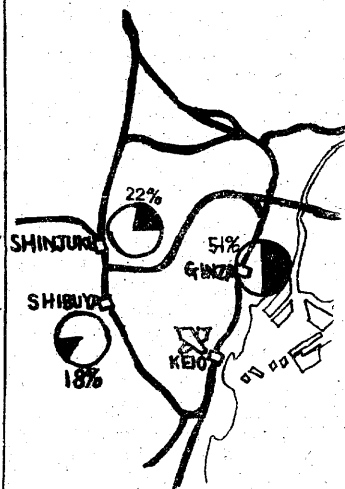 22%
SHINJUKU
51%
GINZA
SHIBUYA
18%
KEIO